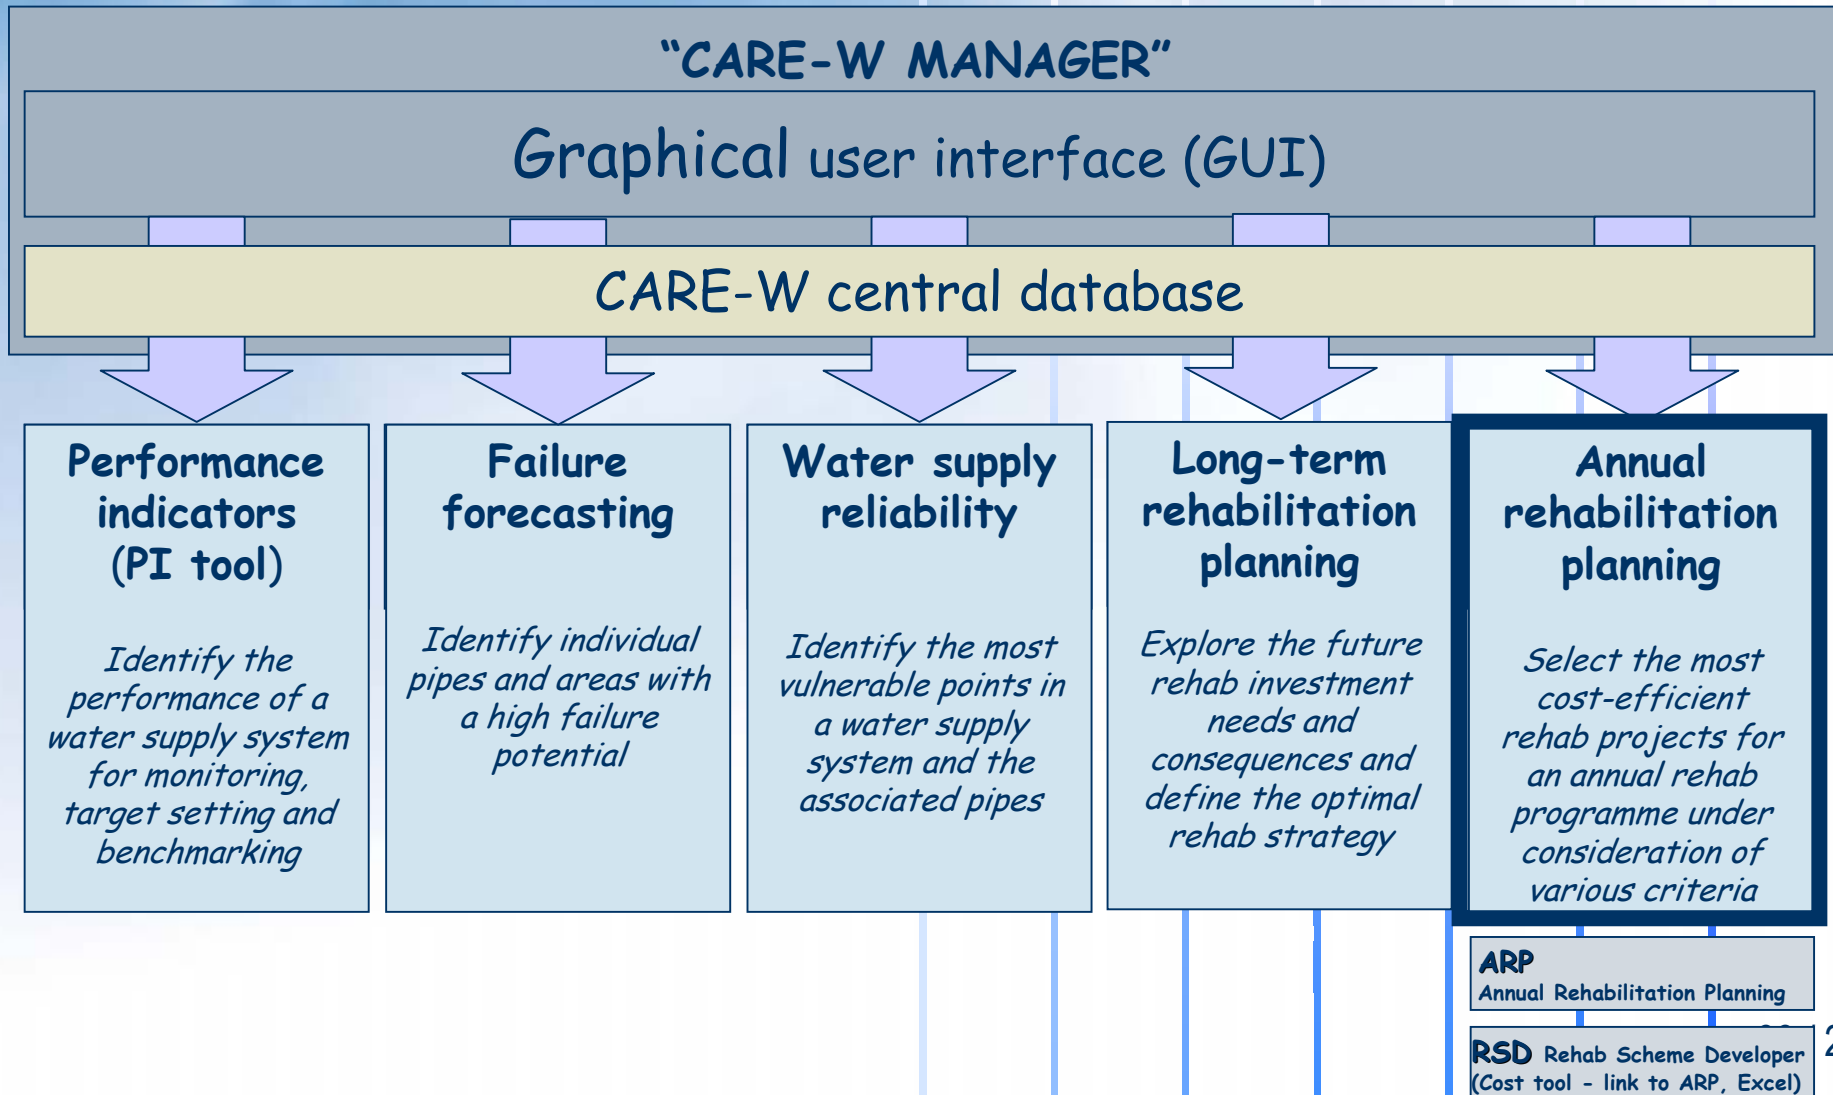 “CARE-W MANAGER”
Graphical user interface (GUI)
CARE-W central database
Performance
indicators
(PI tool)
Identify the
performance of a
water supply system
for monitoring,
target setting and
benchmarking
Failure
forecasting
Identify individual
pipes and areas with
a high failure
potential
Water supply
reliability
Identify the most
vulnerable points in
a water supply
system and the
associated pipes
Long-term
rehabilitation
planning
Explore the future
rehab investment
needs and
consequences and
define the optimal
rehab strategy
Annual
rehabilitation
planning
Select the most
cost-efficient
rehab projects for
an annual rehab
programme under
consideration of
various criteria
ARP
Annual Rehabilitation Planning
RSD Rehab Scheme Developer
(Cost tool - link to ARP, Excel)